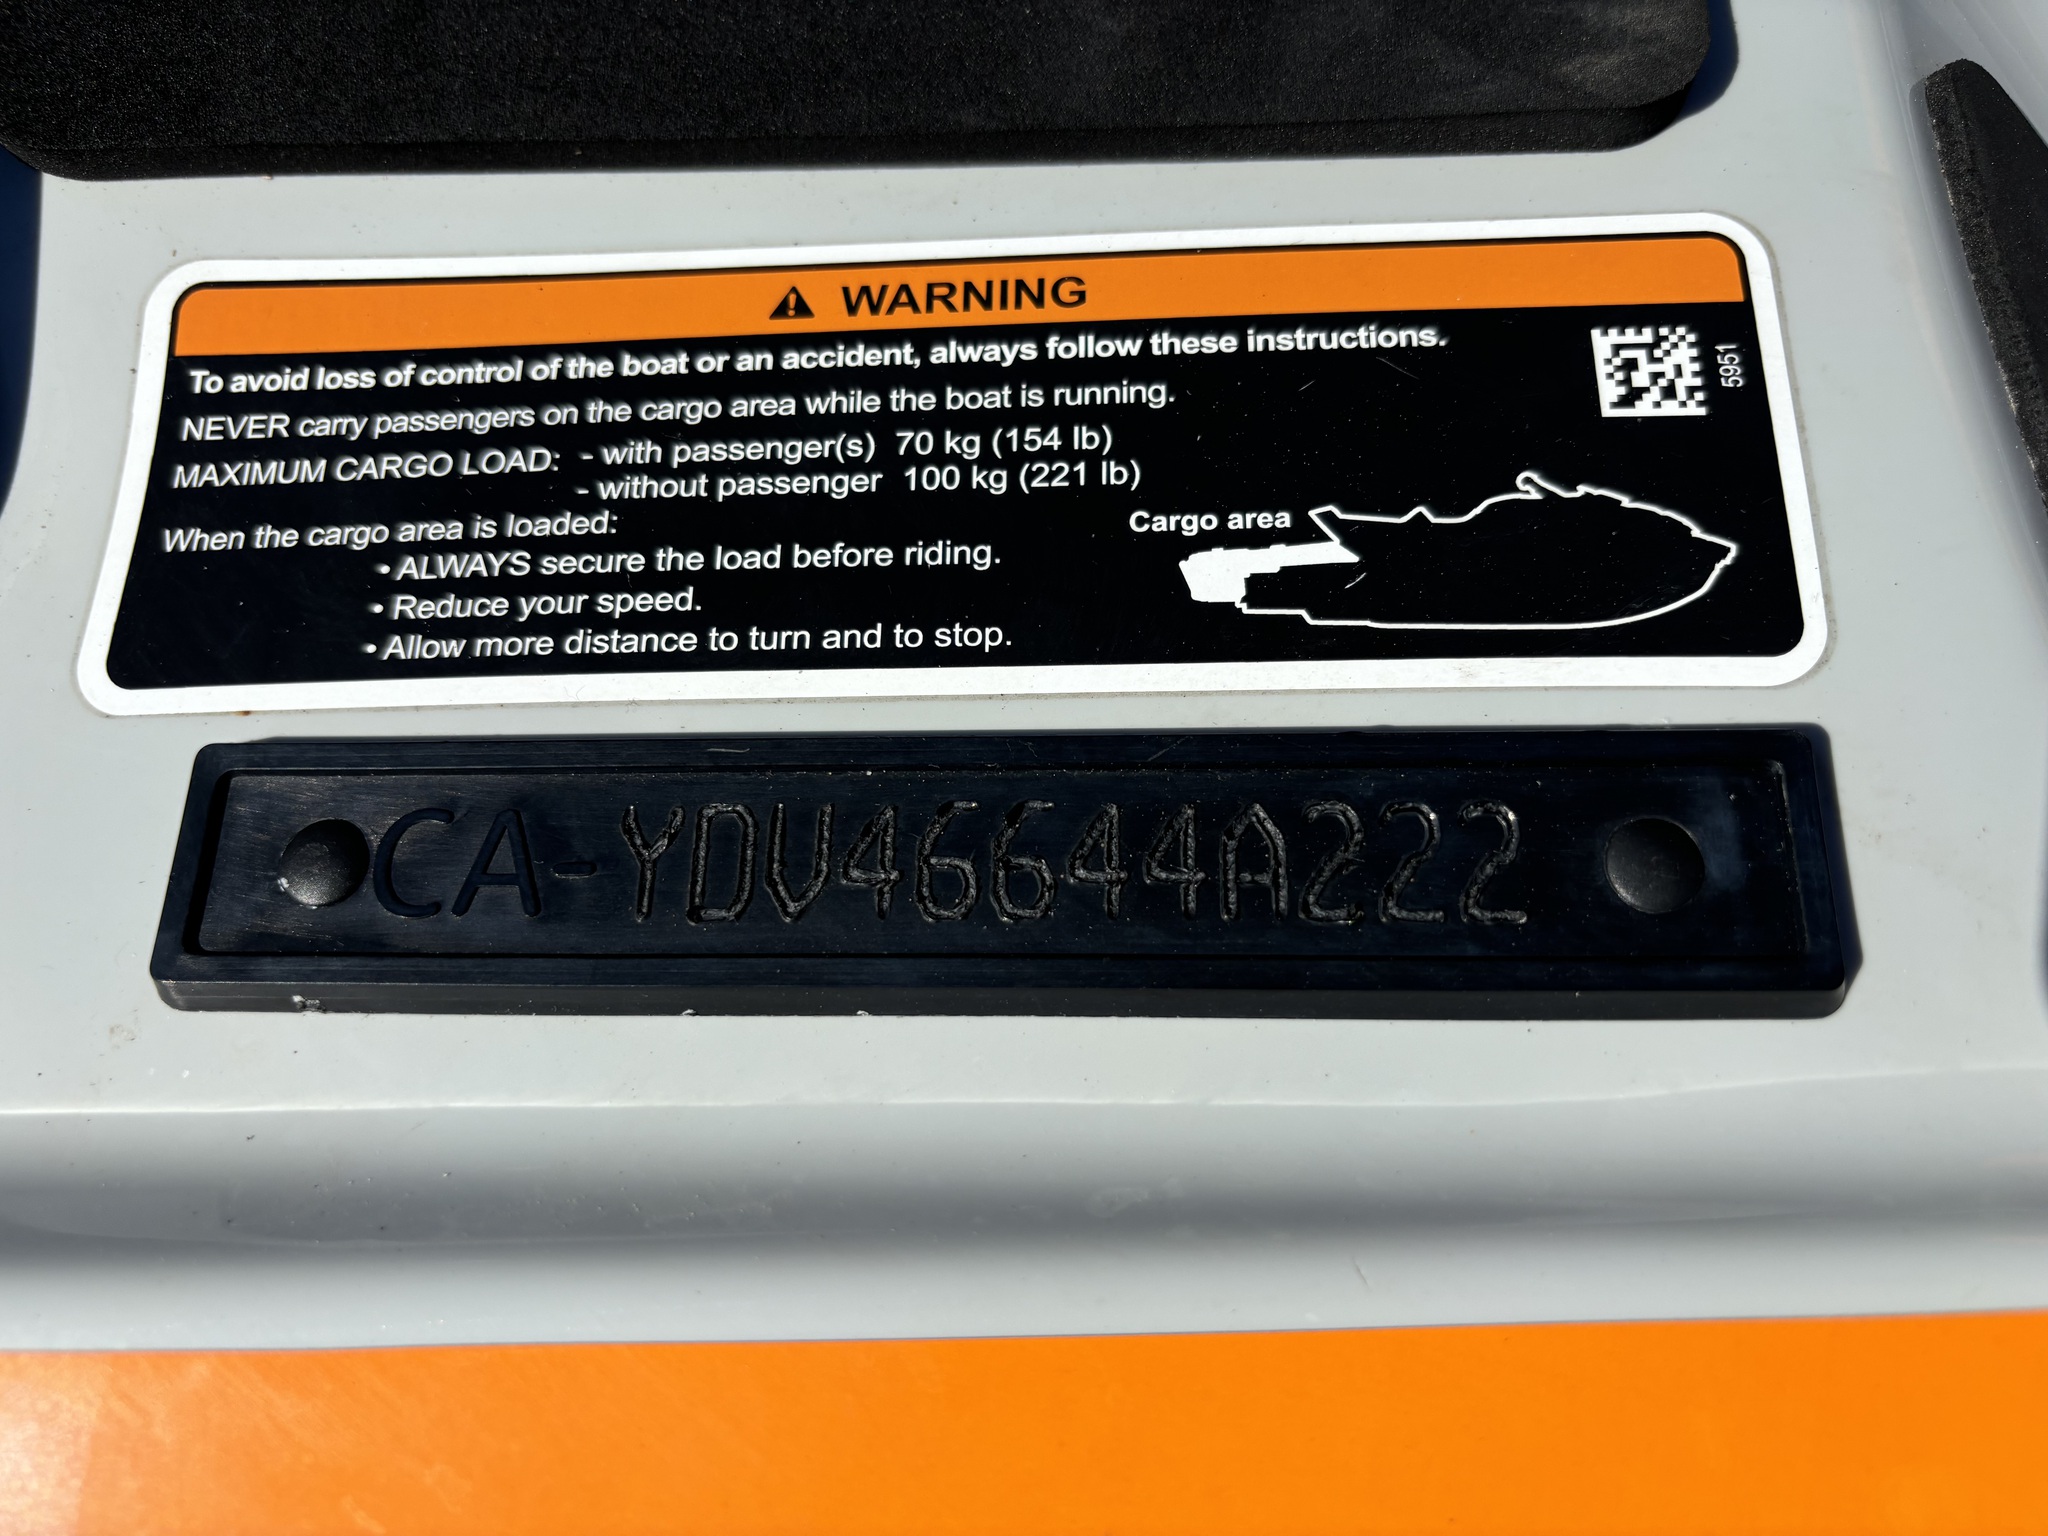 WARNING
To avoid loss of control of the boat or an accident, always follow these instructions.
NEVER carry passengers on the cargo area while the boat is running.
MAXIMUM CARGO LOAD: - with passenger(s) 70 kg (154 lb)
- without passenger 100 kg (221 lb)
When the cargo area is loaded:
• ALWAYS secure the load before riding.
• Reduce your speed.
• Allow more distance to turn and to stop.
Cargo area
5951
CA-YDV46644A222